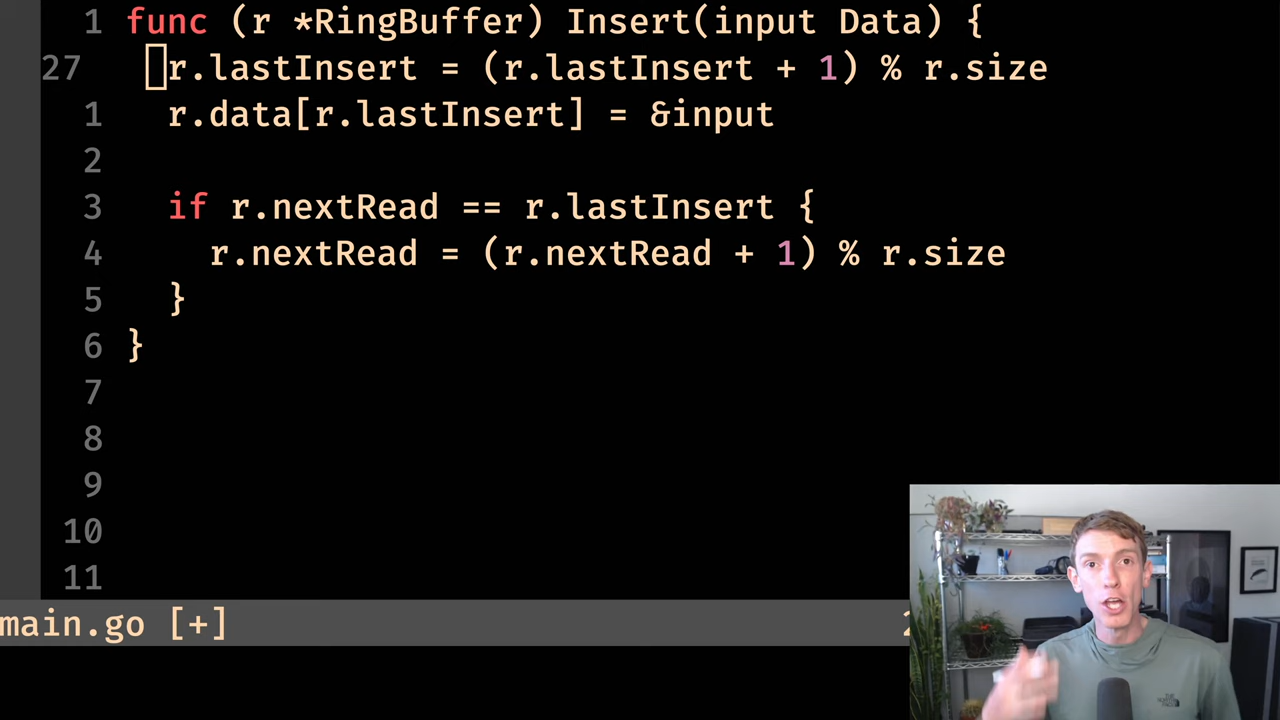 1 func (r *RingBuffer) Insert(input Data) {
27 r.lastInsert = (r.lastInsert + 1) % r.size
1 r.data[r.lastInsert] = &input
2
3 if r.nextRead == r.lastInsert {
4 r.nextRead = (r.nextRead + 1) % r.size
5 }
6 }
7
8
9
10
11
main.go [+]